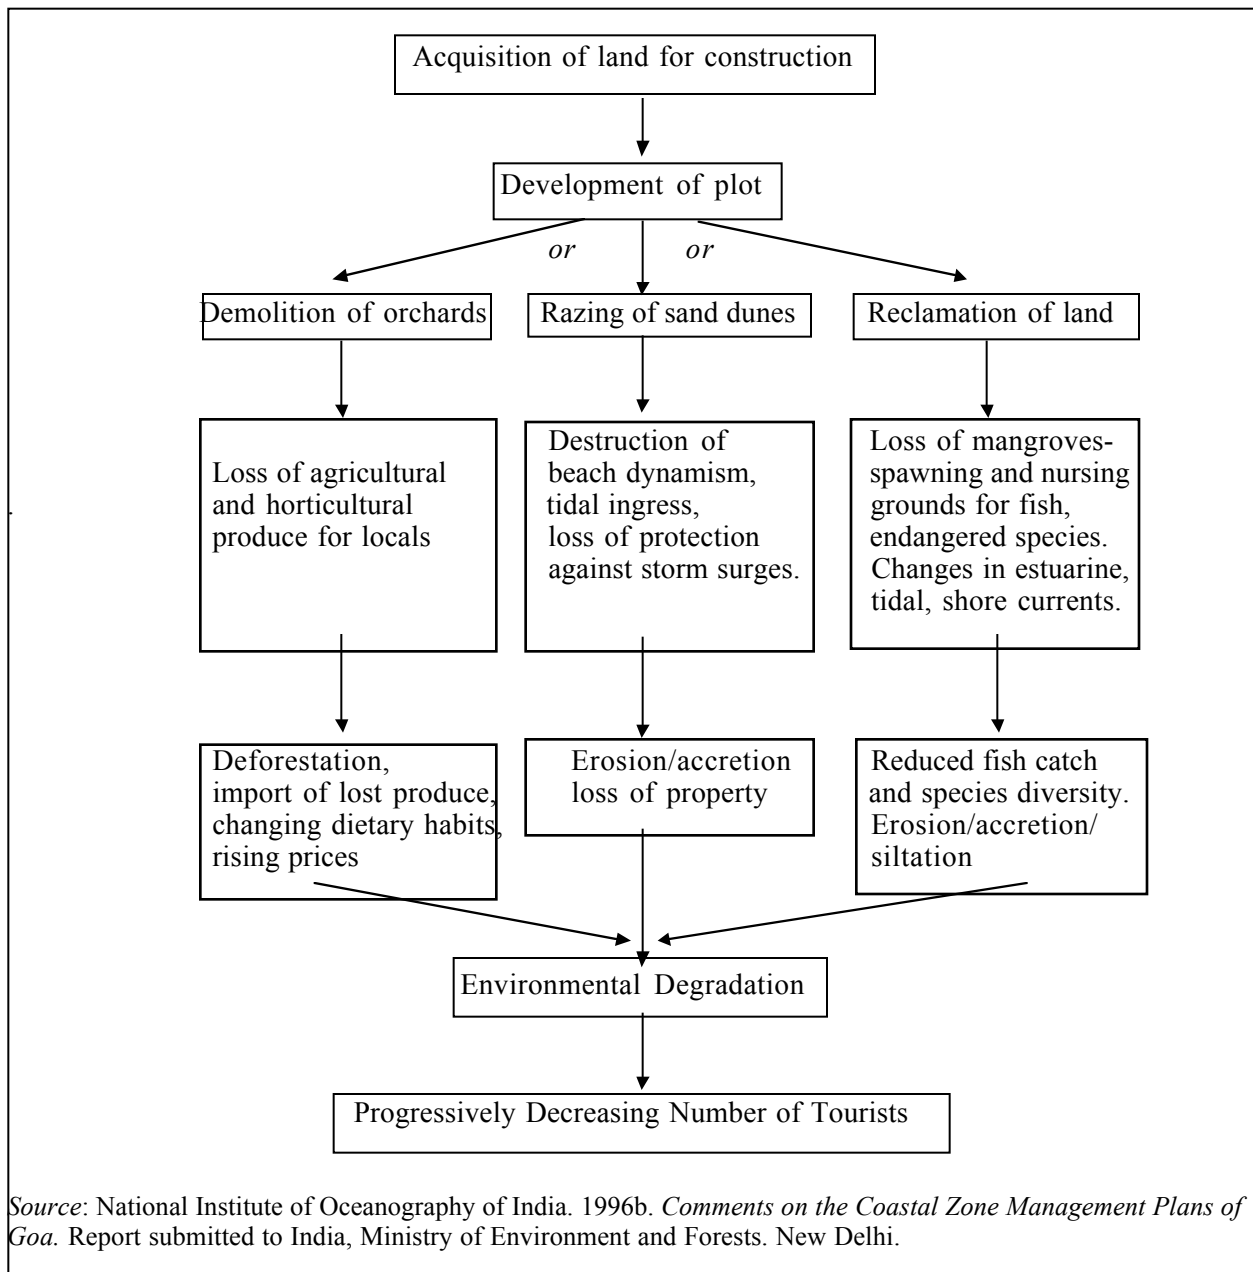 Acquisition of land for construction
Development of plot
or or
Demolition of orchards
Razing of sand dunes
Reclamation of land
Loss of agricultural
and horticultural
produce for locals
Destruction of
beach dynamism,
tidal ingress,
loss of protection
against storm surges.
Loss of mangroves-
spawning and nursing
grounds for fish,
endangered species.
Changes in estuarine,
tidal, shore currents.
Deforestation,
import of lost produce,
changing dietary habits,
rising prices
Erosion/accretion
loss of property
Reduced fish catch
and species diversity.
Erosion/accretion/
siltation
Environmental Degradation
Progressively Decreasing Number of Tourists
Source: National Institute of Oceanography of India. 1996b. Comments on the Coastal Zone Management Plans of
Goa. Report submitted to India, Ministry of Environment and Forests. New Delhi.